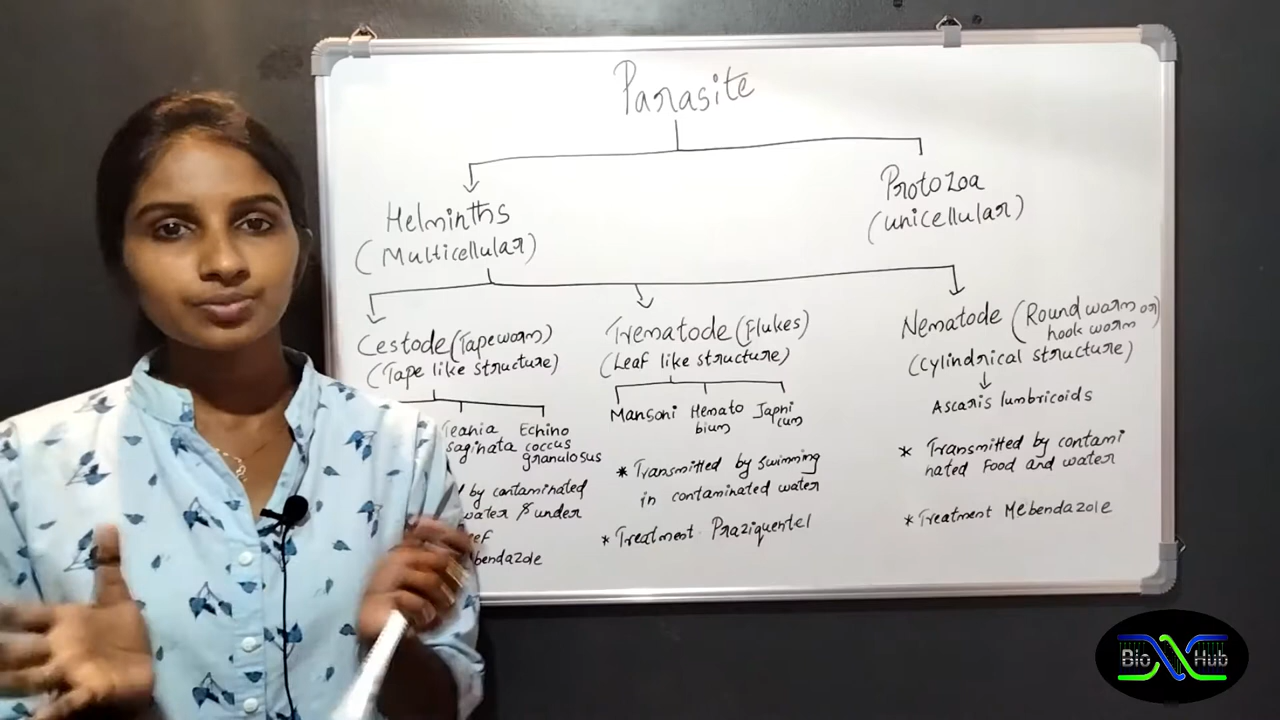 Parasite
Helminths
(Multicellular)
Protozoa
(unicellular)
Cestode (Tapeworm)
(Tape like structure)
Teania
saginata
Echino
coccus
granulosus
by contaminated
water & under
Trematode (Flukes)
(Leaf like structure)
Mansoni
Hemato
bium
Japni
cum
* Transmitted by swimming
in contaminated water
* Treatment. Praziquentel
Nematode (Round warm or)
hook worm
(cylindrical structure)
Ascaris lumbricoids
* Transmitted by contami
nated Food and water
* Treatment Mebendazole
Bio Hub